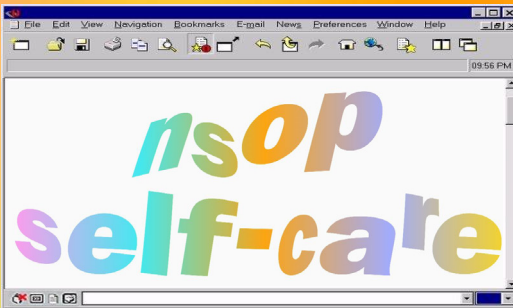 File Edit View Navigation Bookmarks E-mail News Preferences Window Help
09:56 PM
nsop
self-care